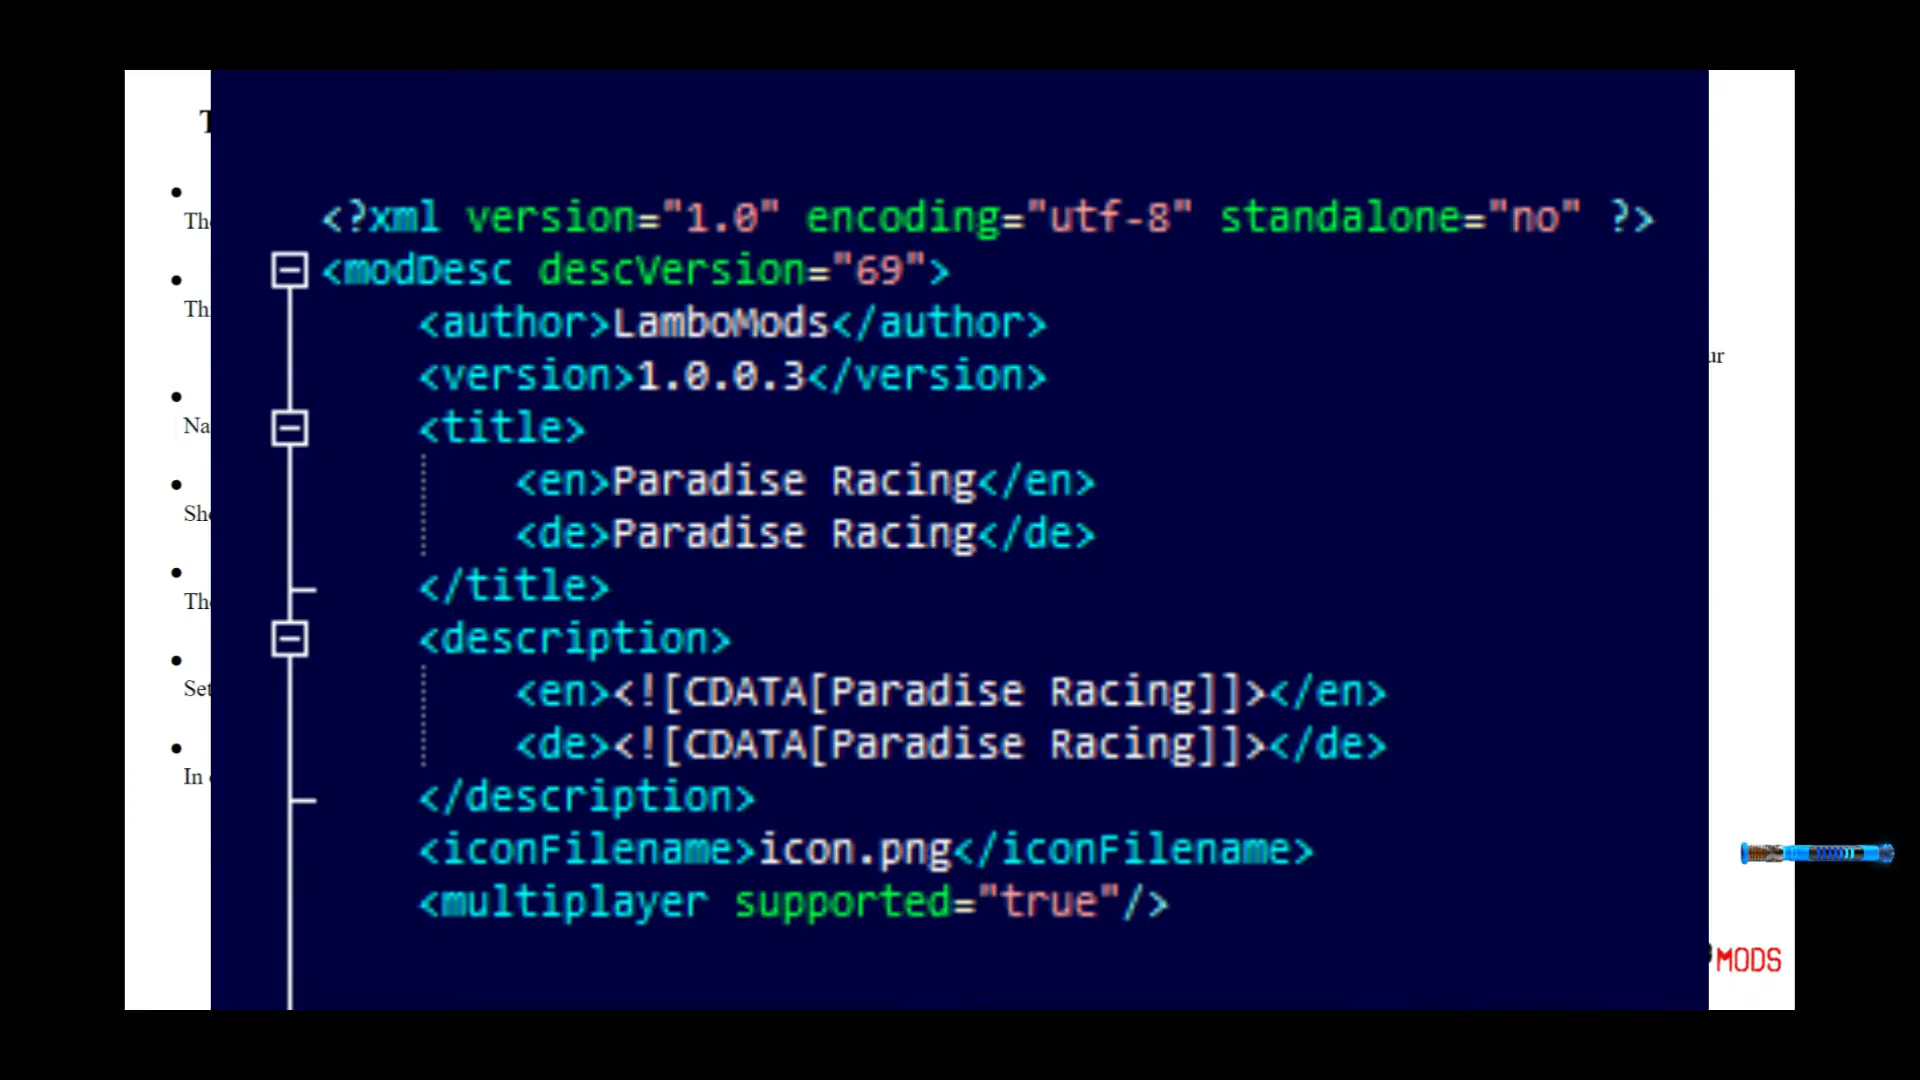 <?xml version="1.0" encoding="utf-8" standalone="no" ?>
<modDesc descVersion="69">
<author>LamboMods</author>
<version>1.0.0.3</version>
<title>
<en>Paradise Racing</en>
<de>Paradise Racing</de>
</title>
<description>
<en><![CDATA[Paradise Racing]]></en>
<de><![CDATA[Paradise Racing]]></de>
</description>
<iconFilename>icon.png</iconFilename>
<multiplayer supported="true"/>
In
MODS